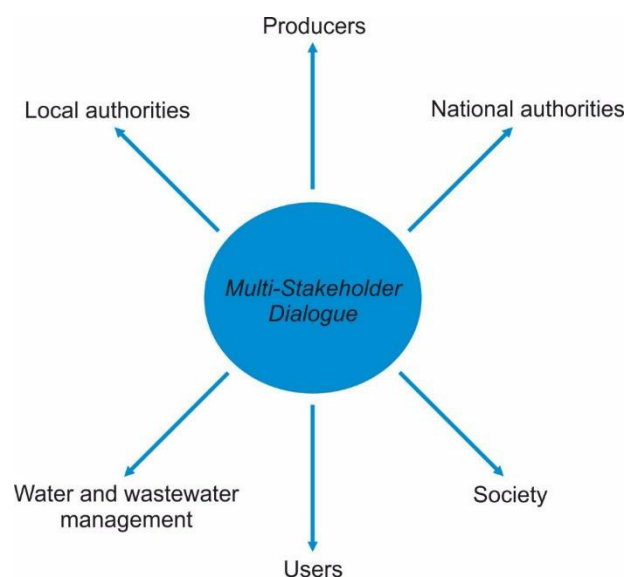 Producers
Local authorities
National authorities
Multi-Stakeholder
Dialogue
Water and wastewater
management
Society
Users